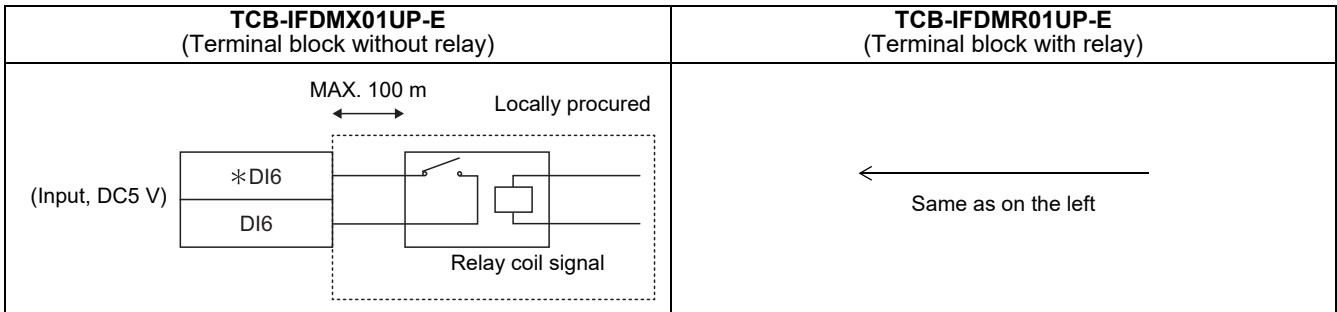 TCB-IFDMX01UP-E
(Terminal block without relay)
TCB-IFDMR01UP-E
(Terminal block with relay)
MAX. 100 m
Locally procured
(Input, DC5 V)
＊DI6
DI6
Relay coil signal
Same as on the left